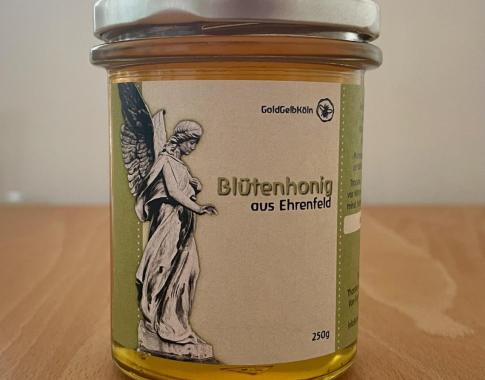 GoldGelbKöln
Blütenhonig
aus Ehrenfeld
250g